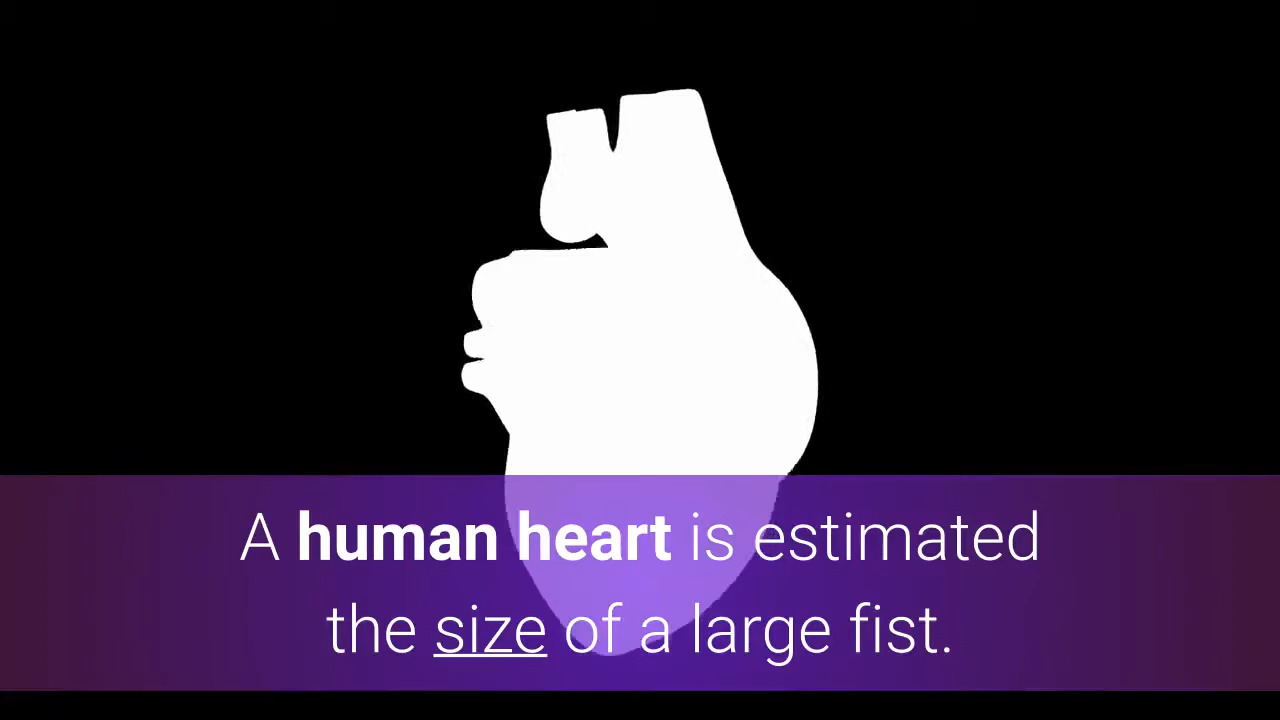 A human heart is estimated
the size of a large fist.